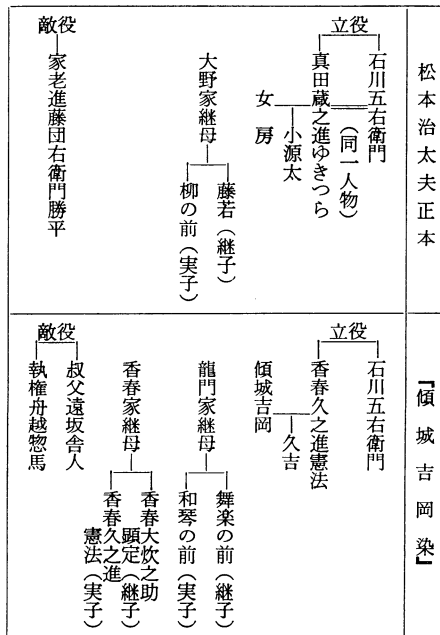 松本治太夫正本
立役
石川五右衛門
(同一人物)
真田蔵之進ゆきつら
小源太
女房
大野家継母
藤若(継子)
柳の前(実子)
敵役
家老進藤団右衛門勝平
『傾城吉岡染』
立役
石川五右衛門
香春久之進憲法
久吉
傾城吉岡
龍門家継母
舞楽の前(継子)
和琴の前(実子)
香春家継母
香春大炊之助
顕定(継子)
香春久之進
憲法(実子)
敵役
叔父遠坂舎人
執権舟越惣馬